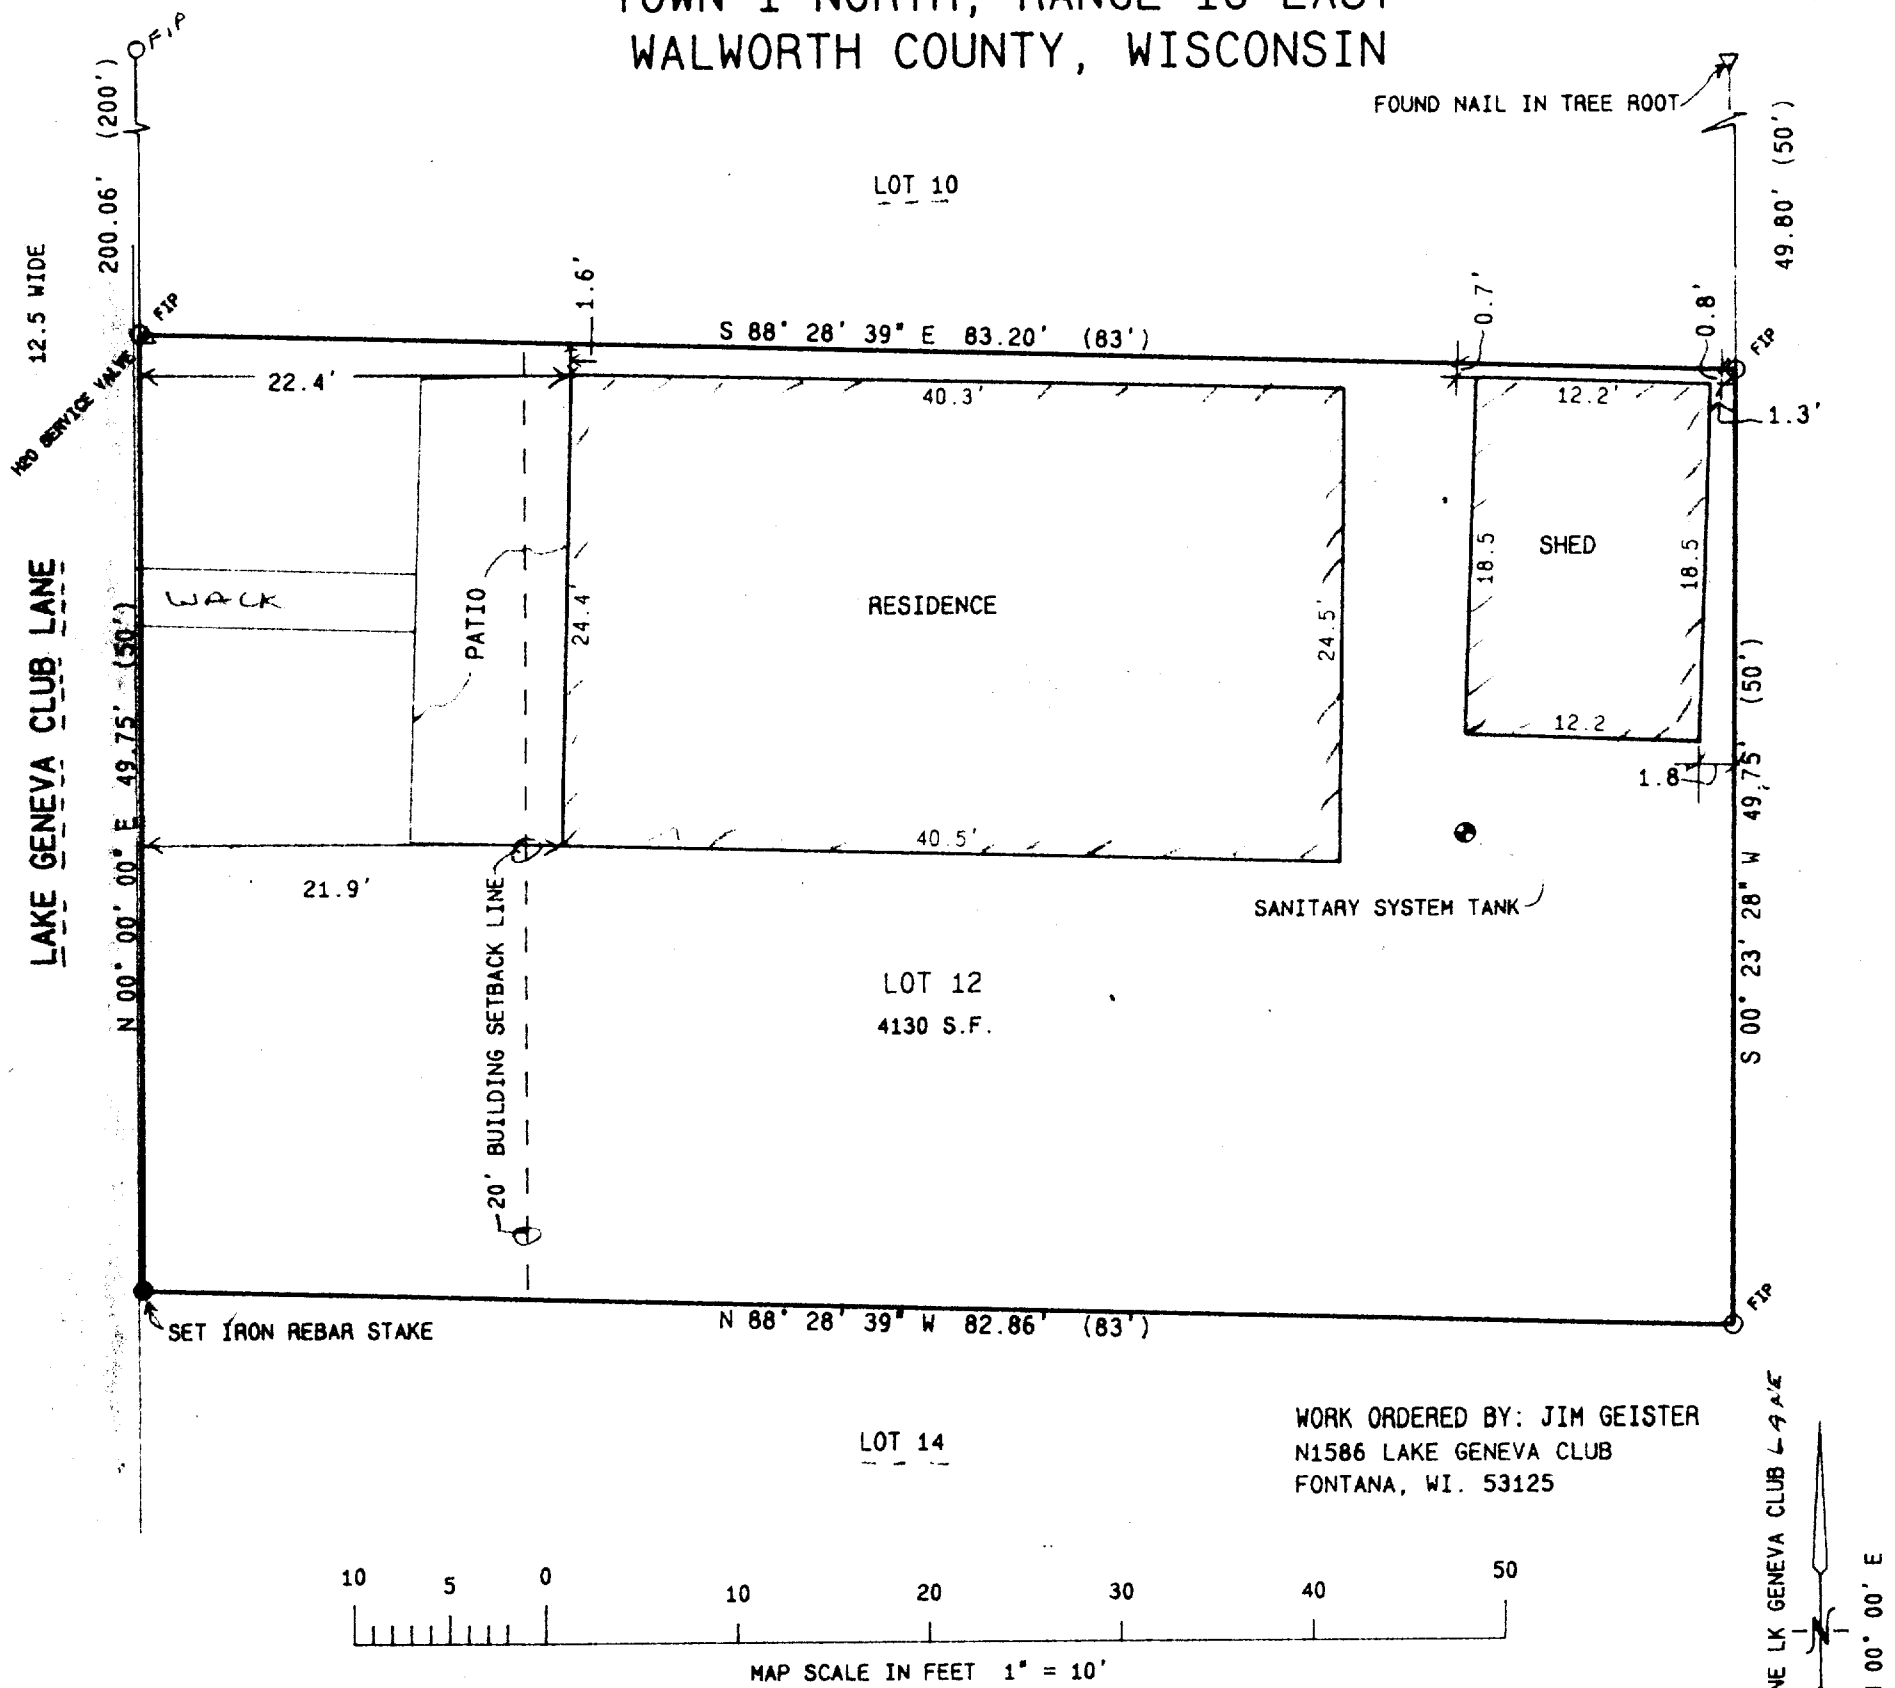 TOWN 1 NORTH, RANGE 16 EAST
WALWORTH COUNTY, WISCONSIN
F.I.P
(200')
200.06'
12.5 WIDE
FOUND NAIL IN TREE ROOT
49.80' (50')
LOT 10
FIP
H2O SERVICE VALVE
1.6'
S 88° 28' 39" E 83.20' (83')
0.7'
0.8'
FIP
22.4'
40.3'
12.2'
1.3'
LAKE GENEVA CLUB LANE
N 00° 00' 00" E 49.75' (50')
WALK
PATIO
24.4'
RESIDENCE
24.5'
18.5
SHED
18.5
12.2
1.8
S 00° 23' 28" W 49.75' (50')
40.5'
21.9'
20' BUILDING SETBACK LINE
SANITARY SYSTEM TANK
LOT 12
4130 S.F.
SET IRON REBAR STAKE
N 88° 28' 39" W 82.86' (83')
FIP
LOT 14
WORK ORDERED BY: JIM GEISTER
N1586 LAKE GENEVA CLUB
FONTANA, WI. 53125
10 5 0 10 20 30 40 50
MAP SCALE IN FEET 1" = 10'
LK GENEVA CLUB LANE
N
00° 00' E